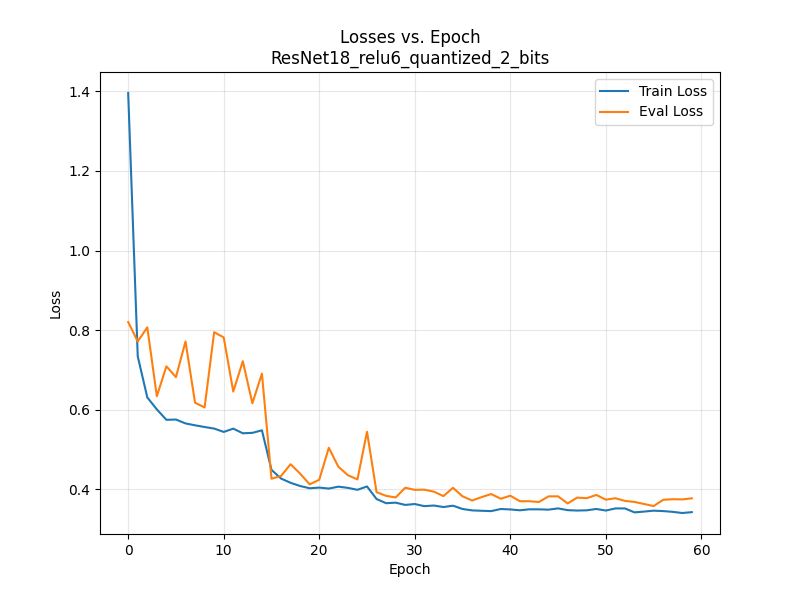 Losses vs. Epoch
ResNet18_relu6_quantized_2_bits
Train Loss
Eval Loss
1.4
1.2
1.0
0.8
0.6
0.4
Loss
0 10 20 30 40 50 60
Epoch